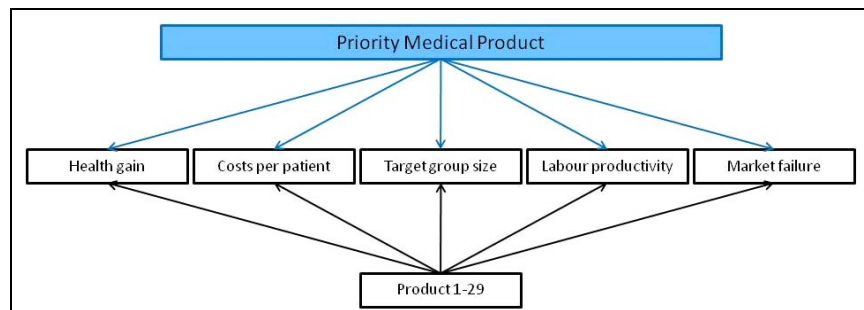 Priority Medical Product
Health gain
Costs per patient
Target group size
Labour productivity
Market failure
Product 1-29